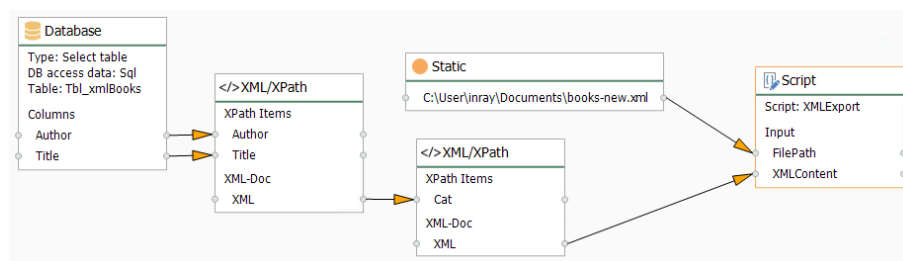 Database
Type: Select table
DB access data: Sql
Table: Tbl_xmlBooks
Columns
Author
Title
</>XML/XPath
XPath Items
Author
Title
XML-Doc
XML
Static
C:\User\inray\Documents\books-new.xml
</>XML/XPath
XPath Items
Cat
XML-Doc
XML
Script
Script: XMLExport
Input
FilePath
XMLContent